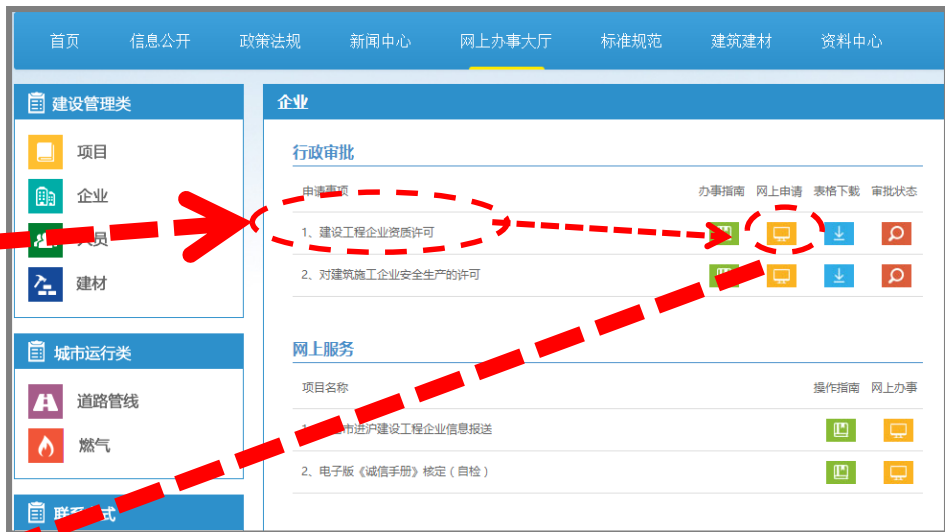 首页 信息公开 政策法规 新闻中心 网上办事大厅 标准规范 建筑建材 资料中心
建设管理类
项目
企业
人员
建材
城市运行类
道路管线
燃气
联系方式
企业
行政审批
申请事项 办事指南 网上申请 表格下载 审批状态
1、建设工程企业资质许可
2、对建筑施工企业安全生产的许可
网上服务
项目名称 操作指南 网上办事
市进沪建设工程企业信息报送
2、电子版《诚信手册》核定（自检）